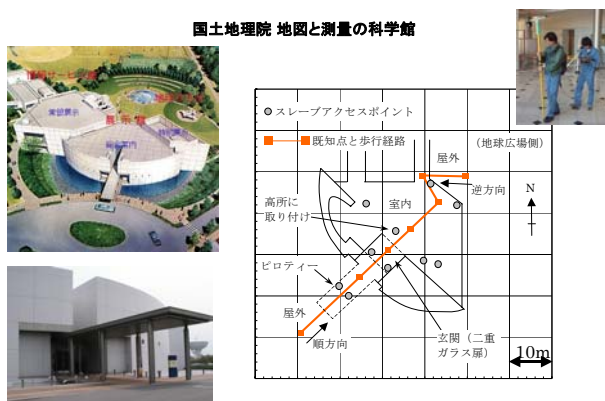 国土地理院 地図と測量の科学館
展示館
スレーブアクセスポイント
既知点と歩行経路
(地球広場側)
屋外
逆方向
N
高所に
取り付け
室内
ピロティー
屋外
順方向
玄関（二重
ガラス扉）
10m